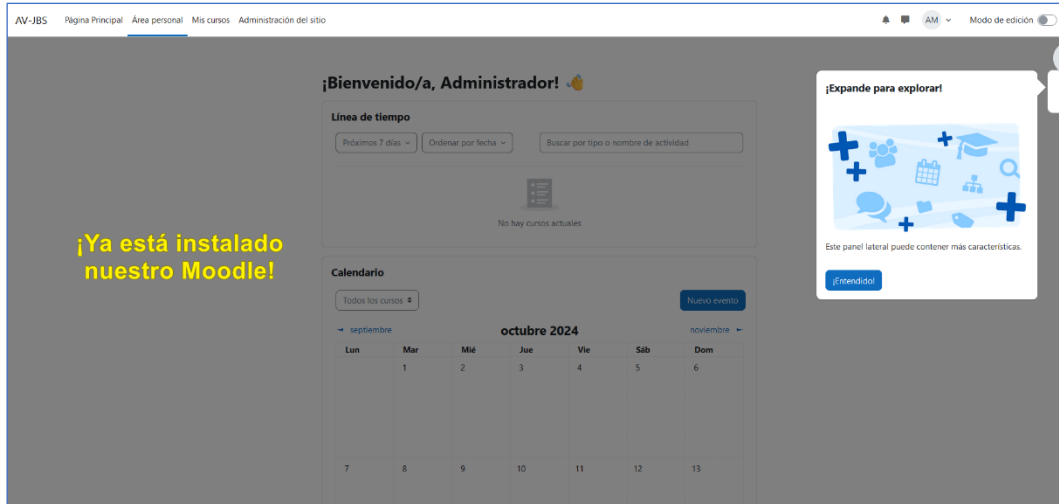 AV-JBS Página Principal Área personal Mis cursos Administración del sitio AM Modo de edición
¡Bienvenido/a, Administrador!
Línea de tiempo
Próximos 7 días Ordenar por fecha Buscar por tipo o nombre de actividad
No hay cursos actuales
¡Ya está instalado
nuestro Moodle!
Calendario
Todos los cursos Nuevo evento
septiembre octubre 2024 noviembre
Lun Mar Mié Jue Vie Sáb Dom
1 2 3 4 5 6
7 8 9 10 11 12 13
¡Expande para explorar!
Este panel lateral puede contener más características.
¡Entendido!